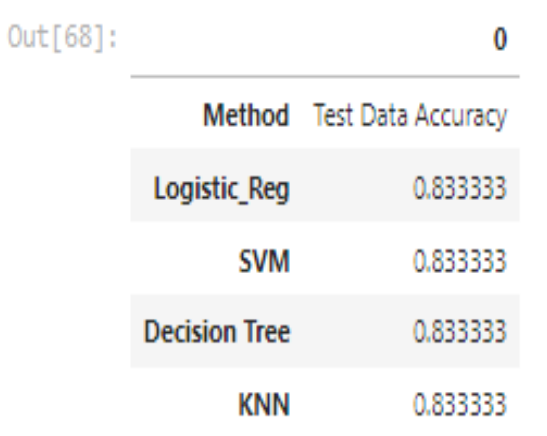 Out[68]:
0
Method Test Data Accuracy
Logistic_Reg 0.833333
SVM 0.833333
Decision Tree 0.833333
KNN 0.833333